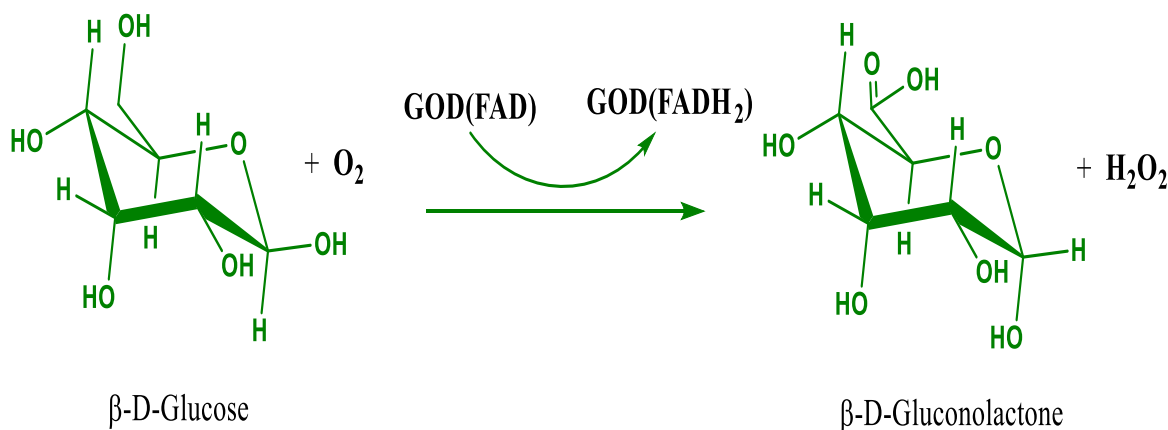 H OH
HO H O
H H
HO OH OH
H
+ O₂
GOD(FAD) GOD(FADH₂)
H O OH
HO H O
H H
HO OH H
HO
+ H₂O₂
β-D-Glucose
β-D-Gluconolactone